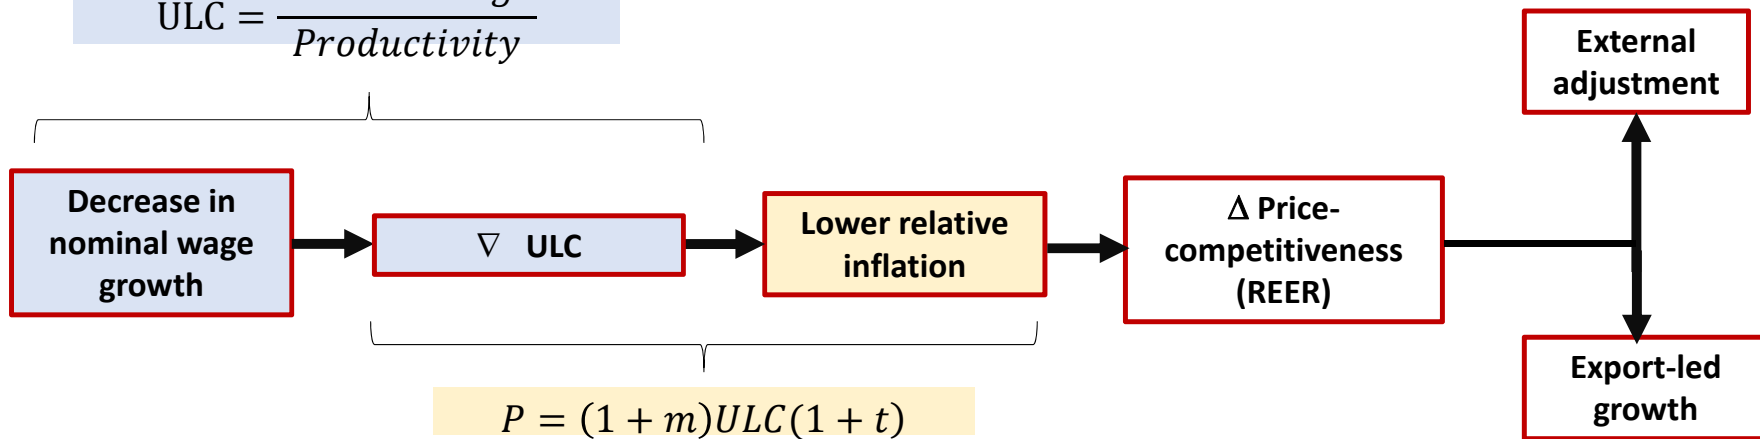 ULC =
Productivity
External
adjustment
Decrease in
nominal wage
growth
∇ ULC
Lower relative
inflation
Δ Price-
competitiveness
(REER)
Export-led
growth
P = (1 + m)ULC(1 + t)